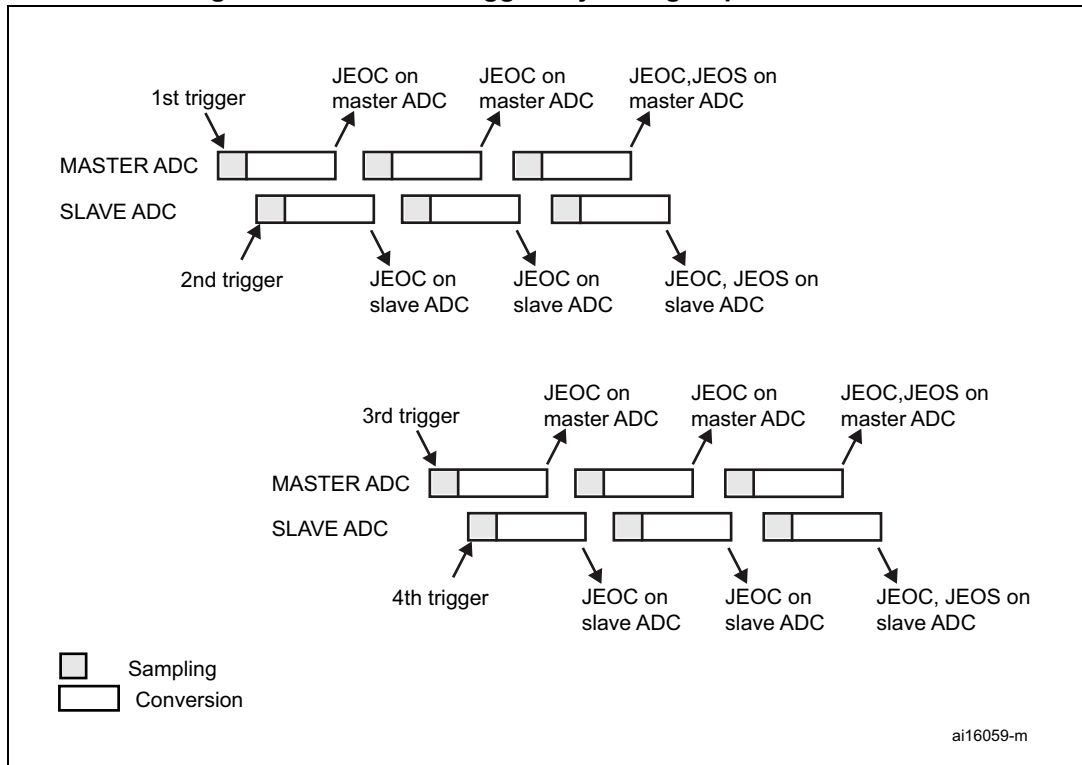 JEOC on
master ADC
JEOC on
master ADC
JEOC,JEOS on
master ADC
1st trigger
MASTER ADC
SLAVE ADC
2nd trigger
JEOC on
slave ADC
JEOC on
slave ADC
JEOC, JEOS on
slave ADC
JEOC on
master ADC
JEOC on
master ADC
JEOC,JEOS on
master ADC
3rd trigger
MASTER ADC
SLAVE ADC
4th trigger
JEOC on
slave ADC
JEOC on
slave ADC
JEOC, JEOS on
slave ADC
Sampling
Conversion
ai16059-m